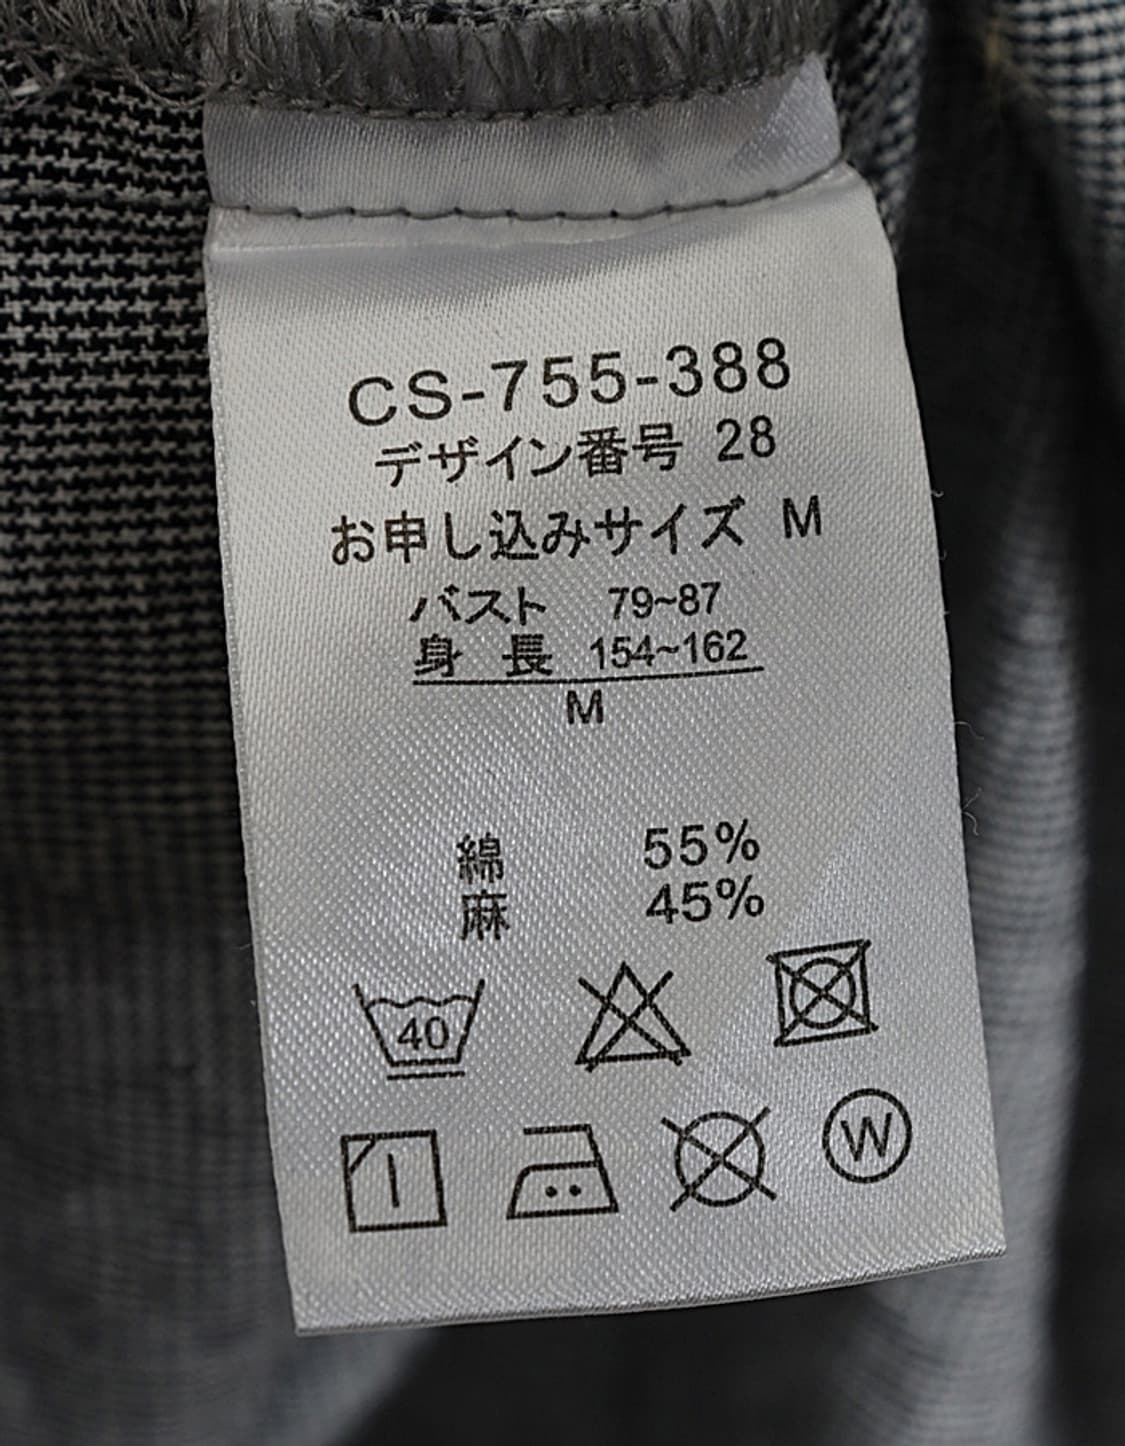 CS-755-388
デザイン番号 28
お申し込みサイズ M
バスト 79~87
身 長 154~162
M
綿 55%
麻 45%
40
W